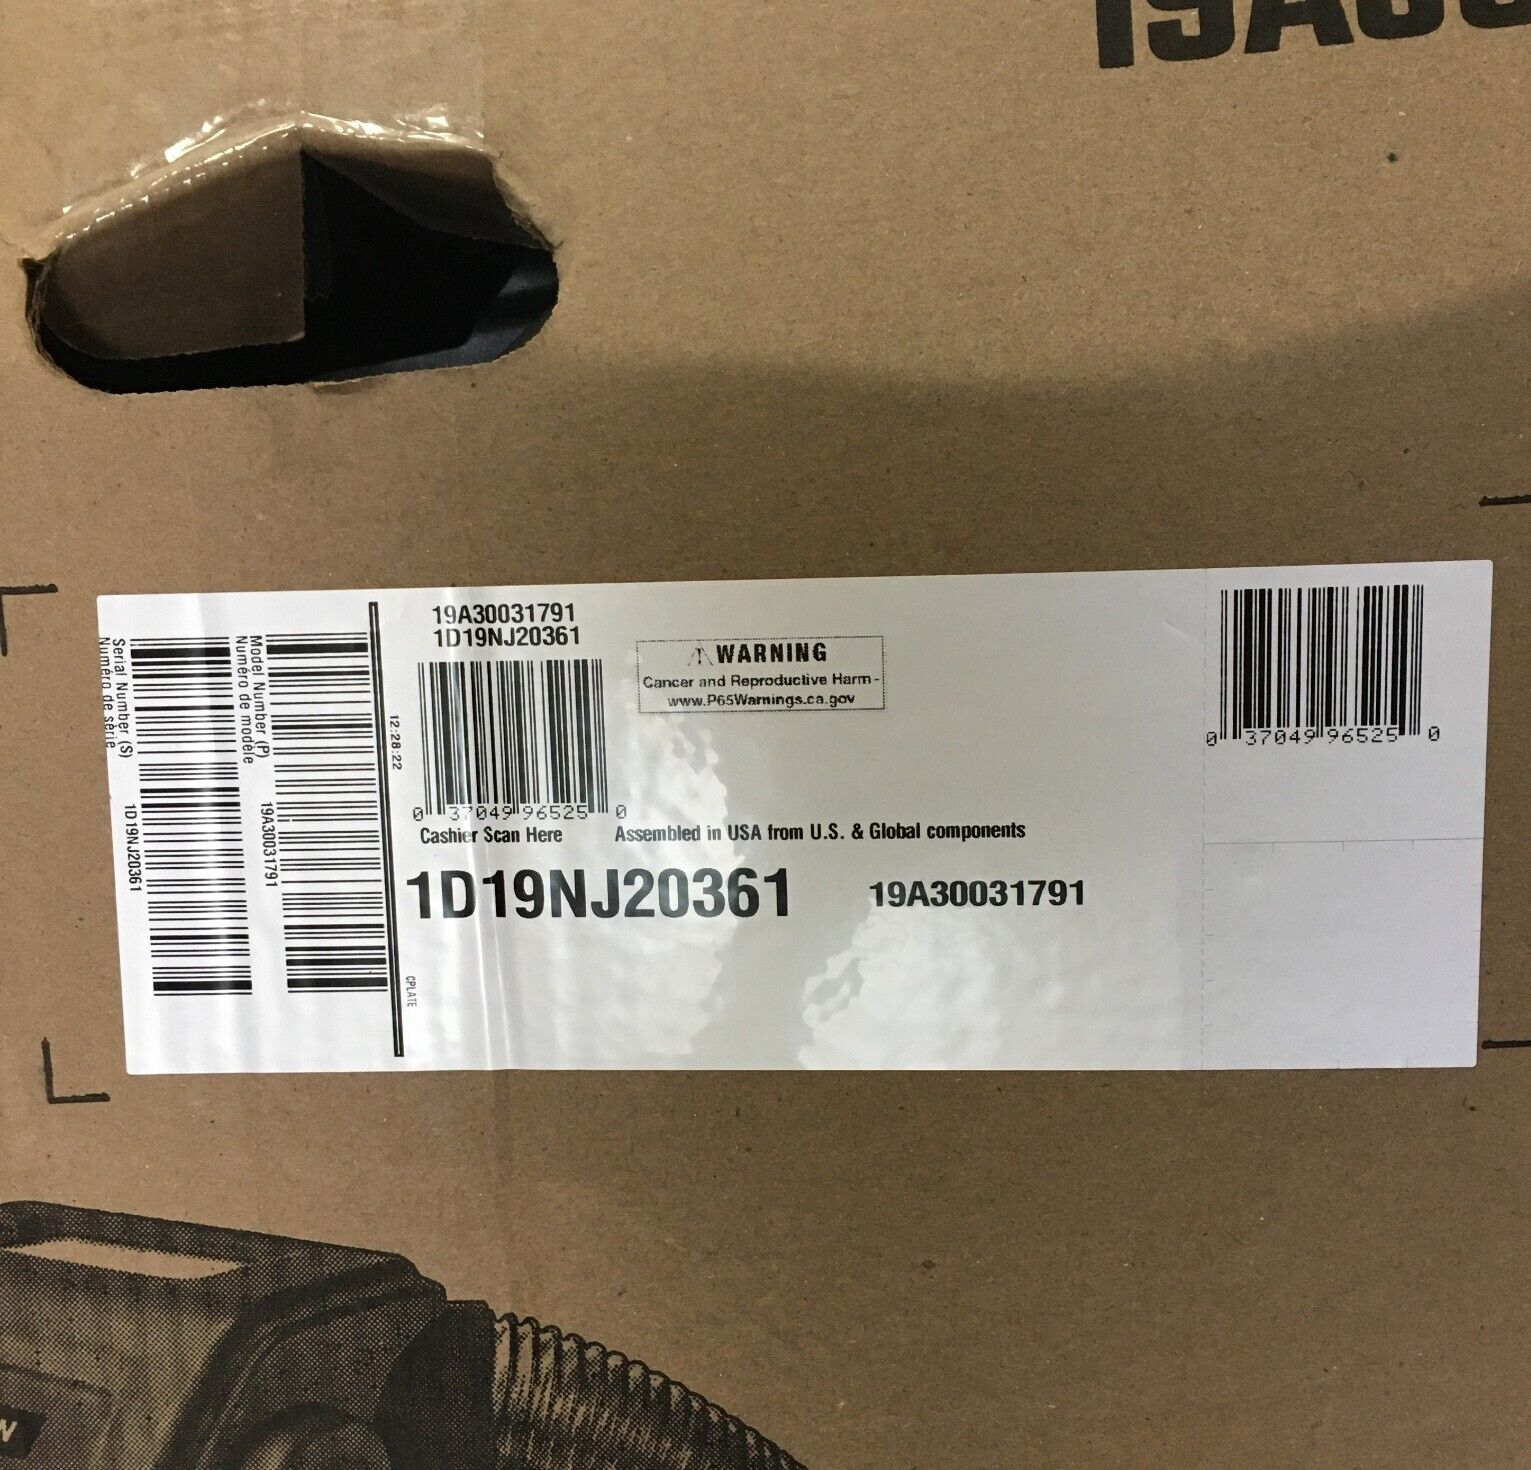 19A30031791
1D19NJ20361
WARNING
Cancer and Reproductive Harm -
www.P65Warnings.ca.gov
0 37049 96525 0
Cashier Scan Here
Assembled in USA from U.S. & Global components
1D19NJ20361
19A30031791
0 37049 96525 0
12:28:22
CPLATE
Model Number (P)
Numéro de modèle
19A30031791
Serial Number (S)
Numéro de série
1D19NJ20361